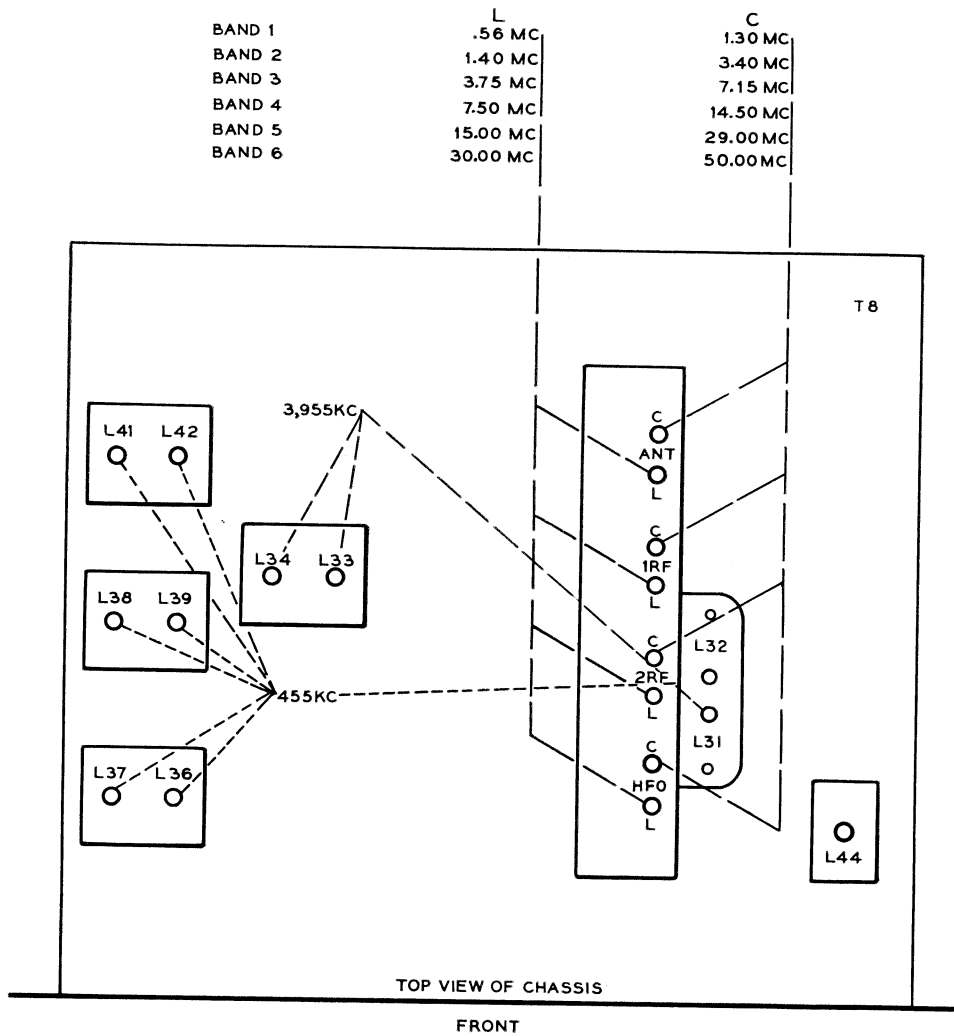 L C
BAND 1 .56 MC 1.30 MC
BAND 2 1.40 MC 3.40 MC
BAND 3 3.75 MC 7.15 MC
BAND 4 7.50 MC 14.50 MC
BAND 5 15.00 MC 29.00 MC
BAND 6 30.00 MC 50.00 MC
T8
3,955KC
C
ANT
L
L41 L42
L34 L33
C
1RF
L
L38 L39
C
2RF
L
L32
455KC
L31
C
HFO
L
L37 L36
L44
TOP VIEW OF CHASSIS
FRONT